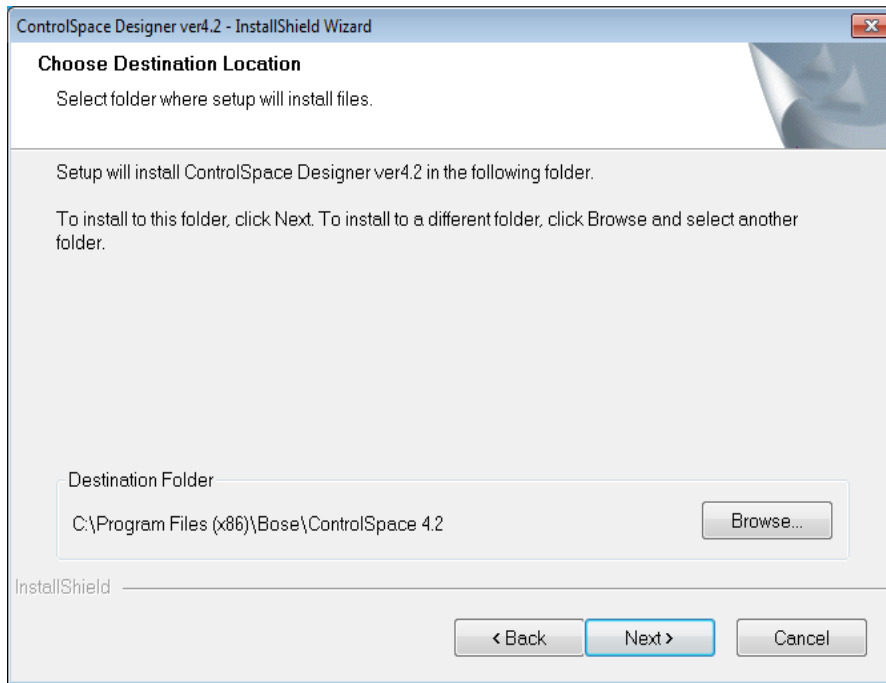 ControlSpace Designer ver4.2 - InstallShield Wizard
Choose Destination Location
Select folder where setup will install files.
Setup will install ControlSpace Designer ver4.2 in the following folder.
To install to this folder, click Next. To install to a different folder, click Browse and select another
folder.
Destination Folder
C:\Program Files (x86)\Bose\ControlSpace 4.2
Browse...
InstallShield
< Back
Next >
Cancel